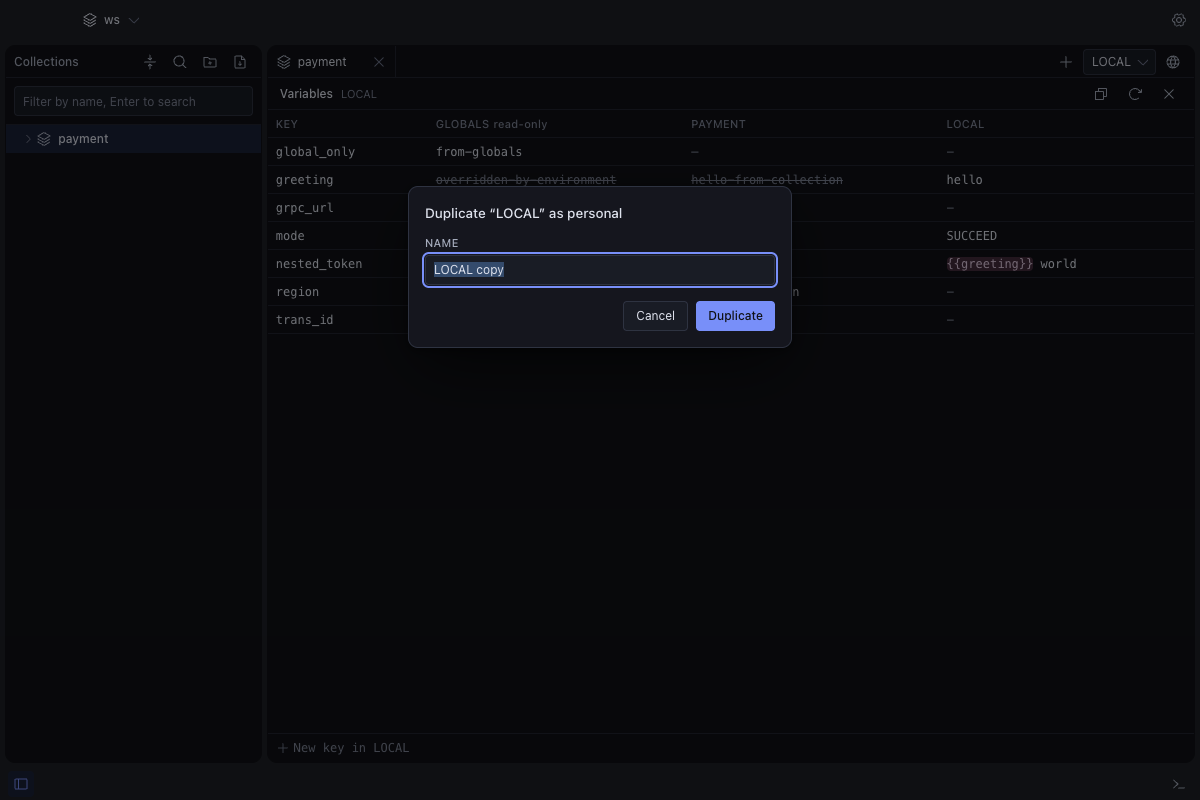 ws
Collections
payment
LOCAL
Filter by name, Enter to search
Variables LOCAL
payment
KEY GLOBALS read-only PAYMENT LOCAL
global_only from-globals — —
greeting overridden-by-environment hello-from-collection hello
grpc_url —
mode SUCCEED
nested_token {{greeting}} world
region n —
trans_id —
Duplicate “LOCAL” as personal
NAME
LOCAL copy
Cancel Duplicate
New key in LOCAL